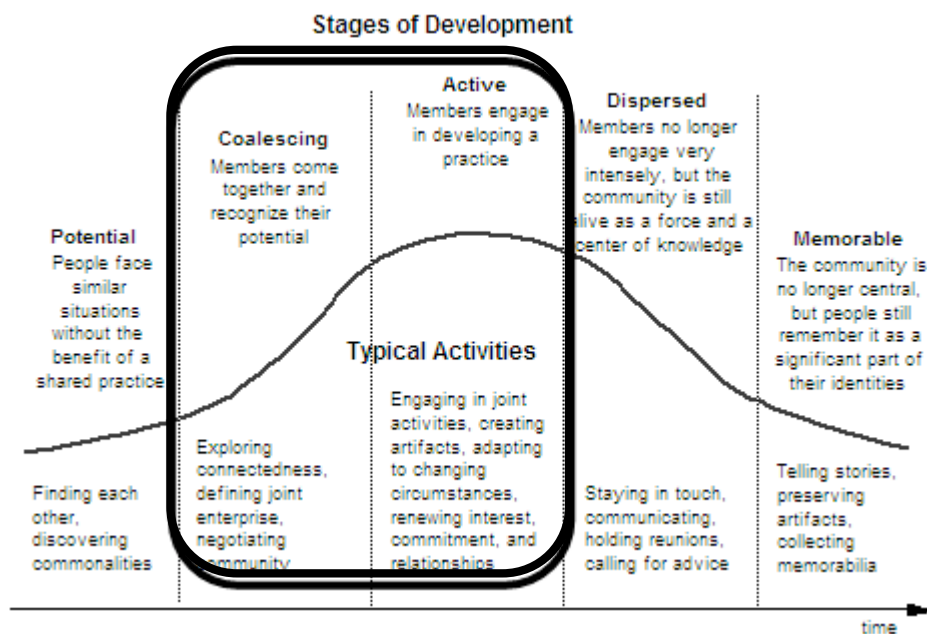 Stages of Development
Potential
People face
similar
situations
without the
benefit of a
shared practice
Coalescing
Members come
together and
recognize their
potential
Active
Members engage
in developing a
practice
Dispersed
Members no longer
engage very
intensely, but the
community is still
alive as a force and a
center of knowledge
Memorable
The community is
no longer central,
but people still
remember it as a
significant part of
their identities
Typical Activities
Finding each
other,
discovering
commonalities
Exploring
connectedness,
defining joint
enterprise,
negotiating
community
Engaging in joint
activities, creating
artifacts, adapting
to changing
circumstances,
renewing interest,
commitment, and
relationships
Staying in touch,
communicating,
holding reunions,
calling for advice
Telling stories,
preserving
artifacts,
collecting
memorabilia
time